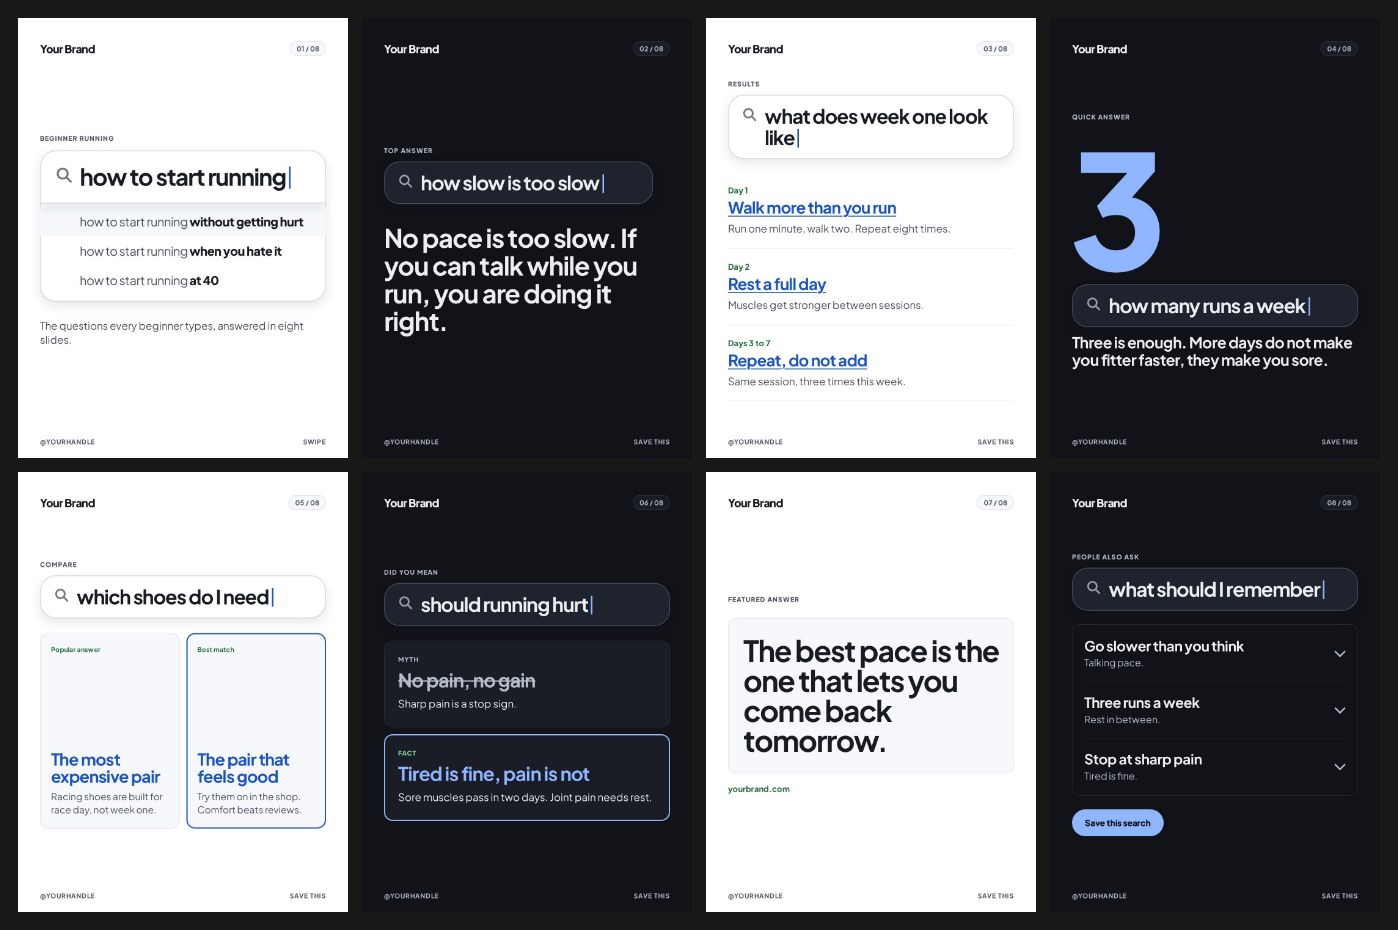 Your Brand
01 / 08
BEGINNER RUNNING
how to start running
how to start running without getting hurt
how to start running when you hate it
how to start running at 40
The questions every beginner types, answered in eight
slides.
@YOURHANDLE
SWIPE
Your Brand
02 / 08
TOP ANSWER
how slow is too slow
No pace is too slow. If
you can talk while you
run, you are doing it
right.
@YOURHANDLE
SAVE THIS
Your Brand
03 / 08
RESULTS
what does week one look
like
Day 1
Walk more than you run
Run one minute, walk two. Repeat eight times.
Day 2
Rest a full day
Muscles get stronger between sessions.
Days 3 to 7
Repeat, do not add
Same session, three times this week.
@YOURHANDLE
SAVE THIS
Your Brand
04 / 08
QUICK ANSWER
3
how many runs a week
Three is enough. More days do not make
you fitter faster, they make you sore.
@YOURHANDLE
SAVE THIS
Your Brand
05 / 08
COMPARE
which shoes do I need
Popular answer
The most
expensive pair
Racing shoes are built for
race day, not week one.
Best match
The pair that
feels good
Try them on in the shop.
Comfort beats reviews.
@YOURHANDLE
SAVE THIS
Your Brand
06 / 08
DID YOU MEAN
should running hurt
MYTH
No pain, no gain
Sharp pain is a stop sign.
FACT
Tired is fine, pain is not
Sore muscles pass in two days. Joint pain needs rest.
@YOURHANDLE
SAVE THIS
Your Brand
07 / 08
FEATURED ANSWER
The best pace is the
one that lets you
come back
tomorrow.
yourbrand.com
@YOURHANDLE
SAVE THIS
Your Brand
08 / 08
PEOPLE ALSO ASK
what should I remember
Go slower than you think
Talking pace.
Three runs a week
Rest in between.
Stop at sharp pain
Tired is fine.
Save this search
@YOURHANDLE
SAVE THIS